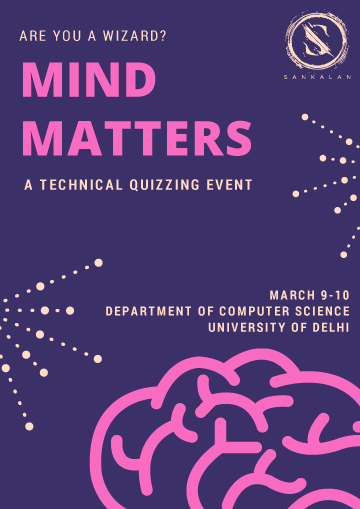 ARE YOU A WIZARD?
SANKALAN
MIND
MATTERS
A TECHNICAL QUIZZING EVENT
MARCH 9-10
DEPARTMENT OF COMPUTER SCIENCE
UNIVERSITY OF DELHI